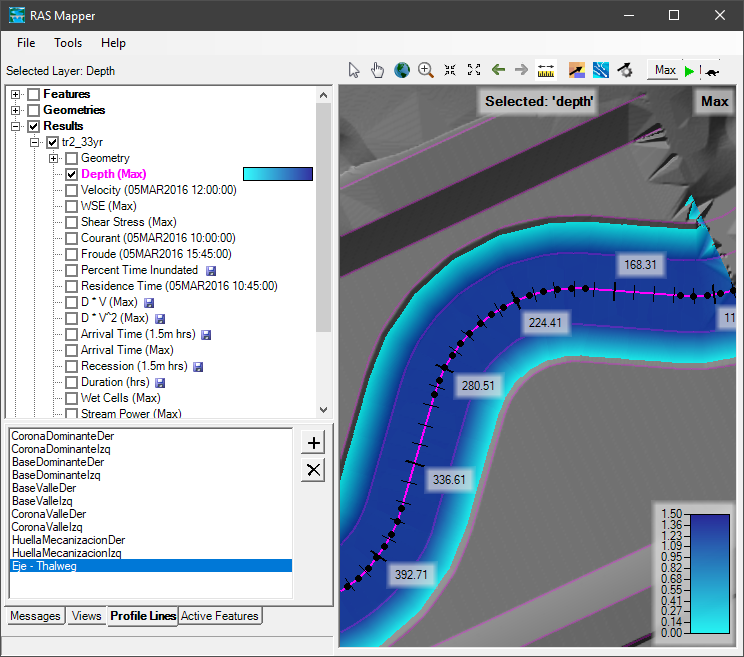 RAS Mapper
File Tools Help
Selected Layer: Depth
Max
Features
Geometries
Results
tr2_33yr
Geometry
Depth (Max)
Velocity (05MAR2016 12:00:00)
WSE (Max)
Shear Stress (Max)
Courant (05MAR2016 10:00:00)
Froude (05MAR2016 15:45:00)
Percent Time Inundated
Residence Time (05MAR2016 10:45:00)
D * V (Max)
D * V^2 (Max)
Arrival Time (1.5m hrs)
Arrival Time (Max)
Recession (1.5m hrs)
Duration (hrs)
Wet Cells (Max)
Stream Power (Max)
CoronaDominanteDer
CoronaDominanteIzq
BaseDominanteDer
BaseDominanteIzq
BaseValleDer
BaseValleIzq
CoronaValleDer
CoronaValleIzq
HuellaMecanizacionDer
HuellaMecanizacionIzq
Eje - Thalweg
Messages Views Profile Lines Active Features
Selected: 'depth'
Max
168.31
11
224.41
280.51
336.61
392.71
1.50
1.36
1.23
1.09
0.95
0.82
0.68
0.55
0.41
0.27
0.14
0.00